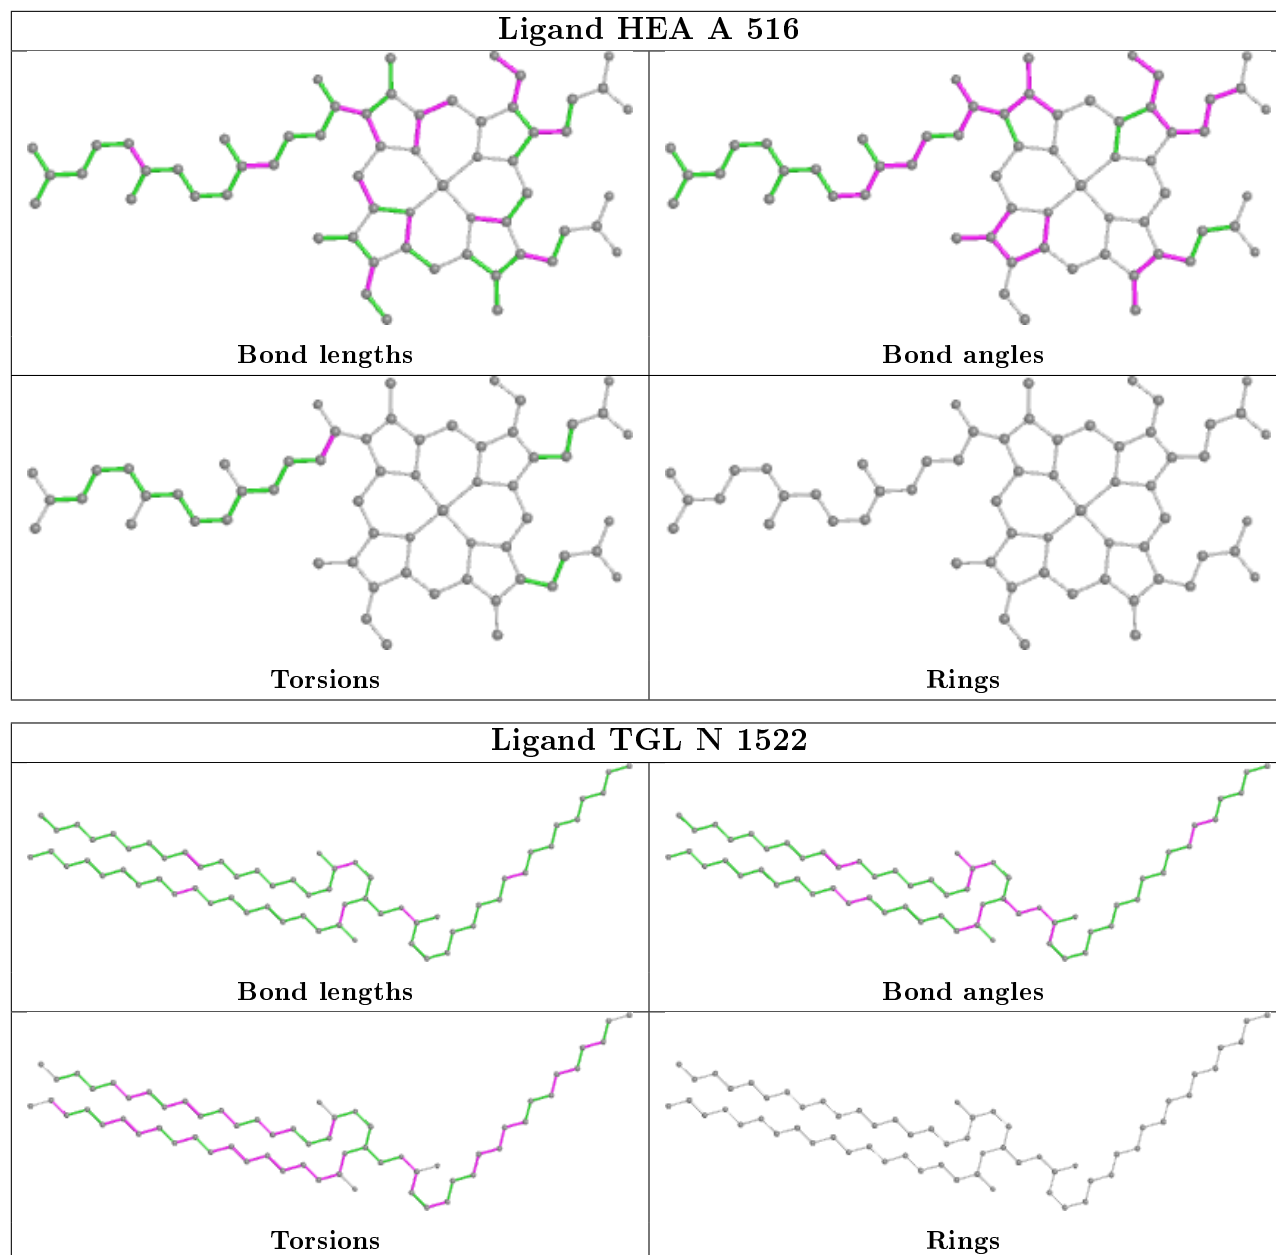 Ligand HEA A 516
Bond lengths
Bond angles
Torsions
Rings
Ligand TGL N 1522
Bond lengths
Bond angles
Torsions
Rings